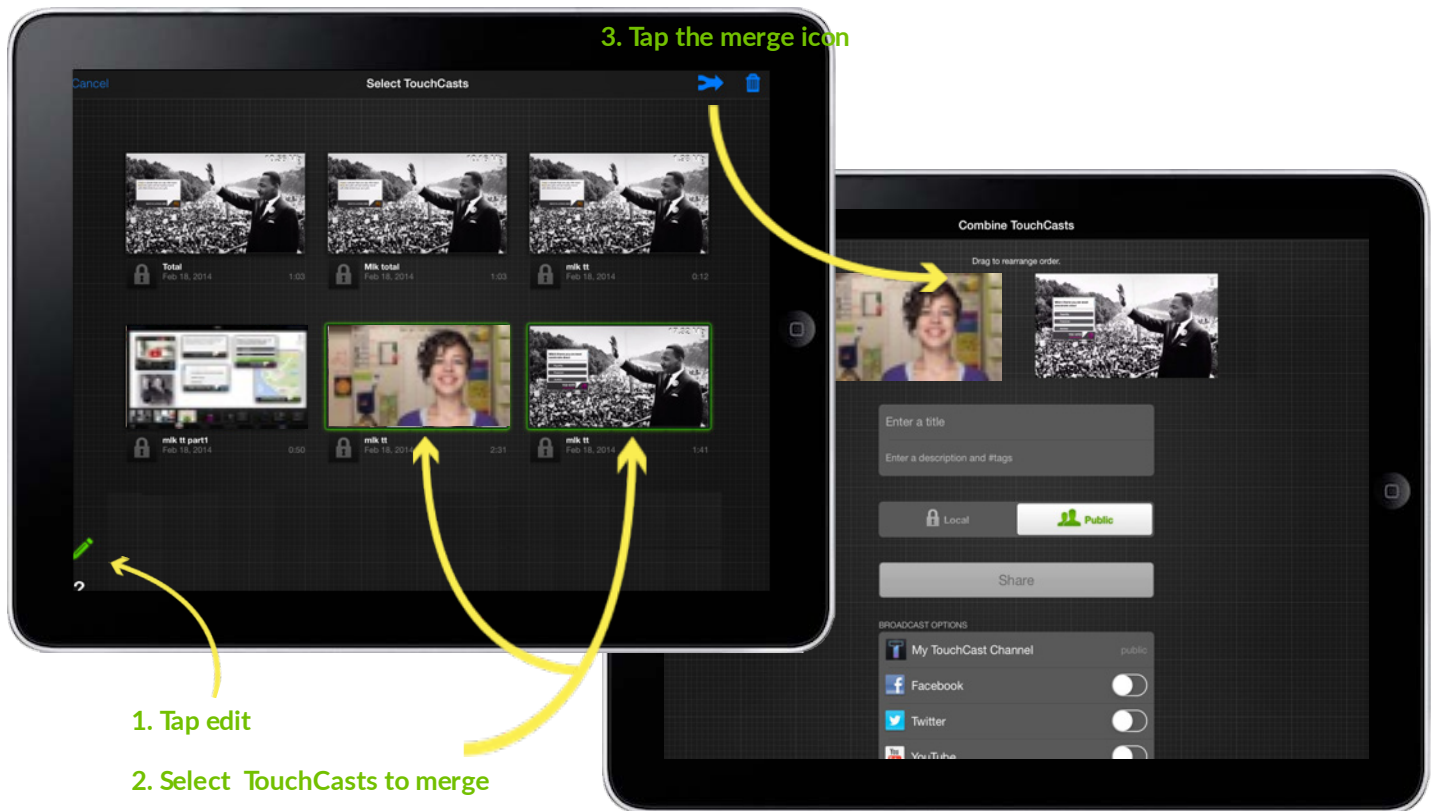 3. Tap the merge icon
Cancel
Select TouchCasts
Total
Feb 18, 2014
1:03
Mlk total
Feb 18, 2014
1:03
mlk tt
Feb 18, 2014
0:12
mlk tt part1
Feb 18, 2014
0:50
mlk tt
Feb 18, 2014
2:31
mlk tt
Feb 18, 2014
1:41
?
1. Tap edit
2. Select TouchCasts to merge
Combine TouchCasts
Drag to rearrange order.
Enter a title
Enter a description and #tags
Local
Public
Share
BROADCAST OPTIONS
My TouchCast Channel
public
Facebook
Twitter
YouTube